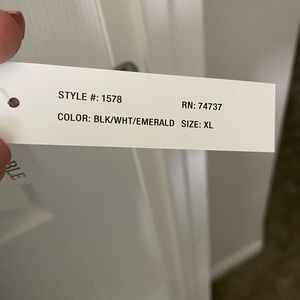 STYLE #: 1578 RN: 74737
COLOR: BLK/WHT/EMERALD SIZE: XL